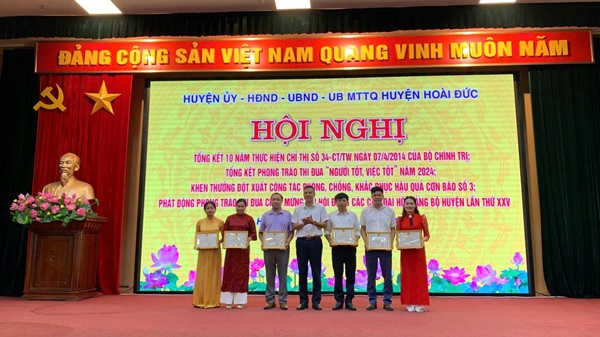 ĐẢNG CỘNG SẢN VIỆT NAM QUANG VINH MUÔN NĂM
HUYỆN ỦY - HĐND - UBND - UB MTTQ HUYỆN HOÀI ĐỨC
HỘI NGHỊ
TỔNG KẾT 10 NĂM THỰC HIỆN CHỈ THỊ SỐ 34-CT/TW NGÀY 07/4/2014 CỦA BỘ CHÍNH TRỊ;
TỔNG KẾT PHONG TRÀO THI ĐUA "NGƯỜI TỐT, VIỆC TỐT" NĂM 2024;
KHEN THƯỞNG ĐỘT XUẤT CÔNG TÁC PHÒNG, CHỐNG, KHẮC PHỤC HẬU QUẢ CƠN BÃO SỐ 3;
PHÁT ĐỘNG PHONG TRÀO ĐUA MỪNG HỘI CÁC ĐẠI HỘI BỘ HUYỆN LẦN THỨ XXV